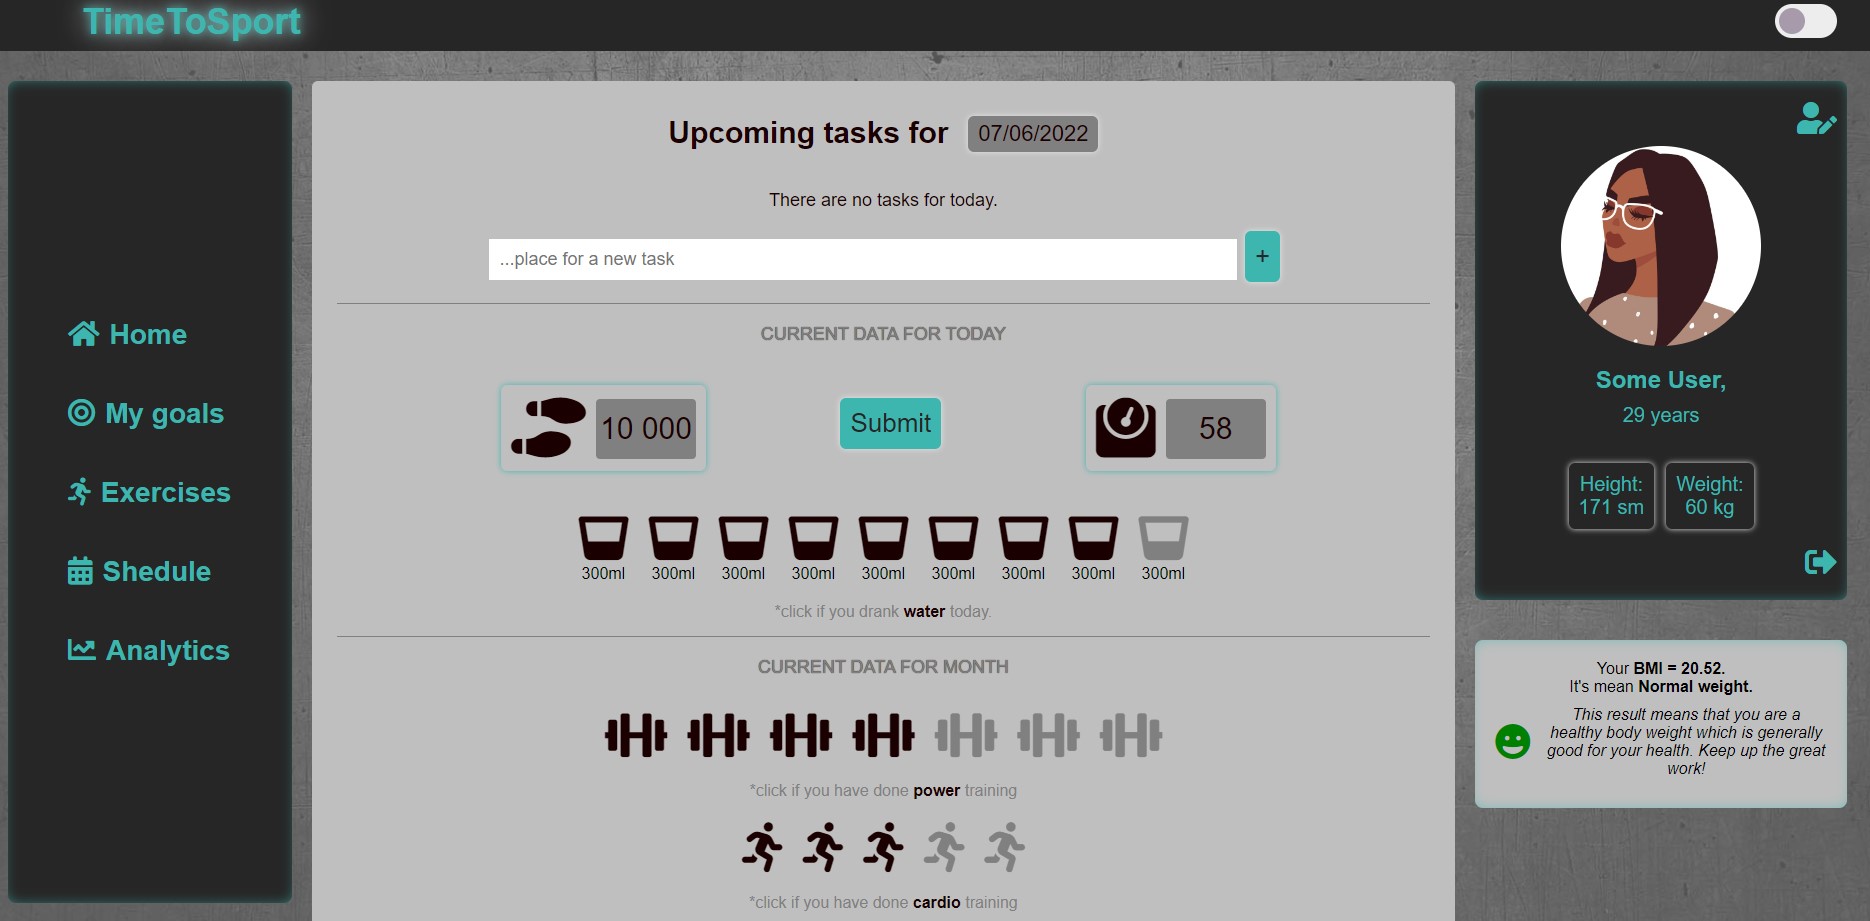 TimeToSport
Home
My goals
Exercises
Shedule
Analytics
Upcoming tasks for 07/06/2022
There are no tasks for today.
...place for a new task +
CURRENT DATA FOR TODAY
10 000 Submit 58
300ml 300ml 300ml 300ml 300ml 300ml 300ml 300ml 300ml
*click if you drank water today.
CURRENT DATA FOR MONTH
*click if you have done power training
*click if you have done cardio training
Some User,
29 years
Height: 
171 sm
Weight:
60 kg
Your BMI = 20.52.
It's mean Normal weight.
This result means that you are a
healthy body weight which is generally
good for your health. Keep up the great
work!